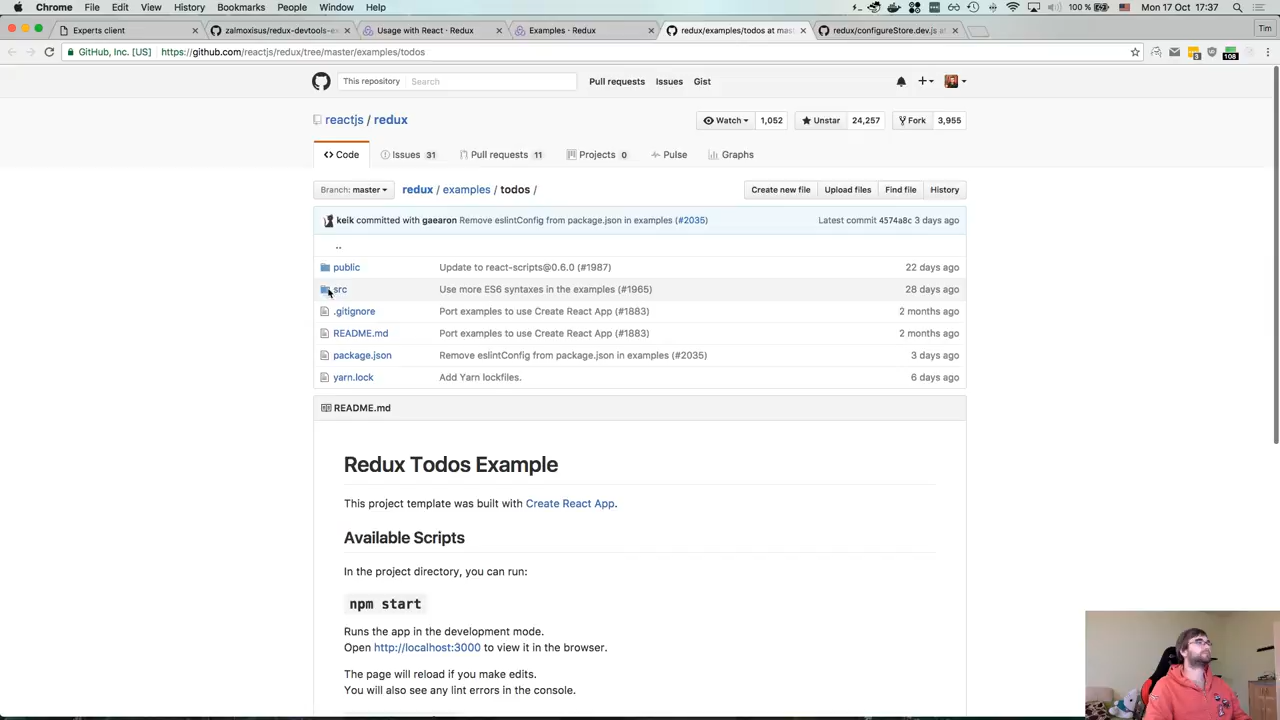 Chrome File Edit View History Bookmarks People Window Help
100 % Mon 17 Oct 17:37
Experts client
zalmoxisus/redux-devtools-ex
Usage with React · Redux
Examples · Redux
redux/examples/todos at mas
redux/configureStore.dev.js at
Tim
GitHub, Inc. [US] https://github.com/reactjs/redux/tree/master/examples/todos
3
108
This repository Search
Pull requests Issues Gist
reactjs / redux
Watch 1,052 Unstar 24,257 Fork 3,955
Code Issues 31 Pull requests 11 Projects 0 Pulse Graphs
Branch: master redux / examples / todos /
Create new file Upload files Find file History
keik committed with gaearon Remove eslintConfig from package.json in examples (#2035) Latest commit 4574a8c 3 days ago
..
public Update to react-scripts@0.6.0 (#1987) 22 days ago
src Use more ES6 syntaxes in the examples (#1965) 28 days ago
.gitignore Port examples to use Create React App (#1883) 2 months ago
README.md Port examples to use Create React App (#1883) 2 months ago
package.json Remove eslintConfig from package.json in examples (#2035) 3 days ago
yarn.lock Add Yarn lockfiles. 6 days ago
README.md
Redux Todos Example
This project template was built with Create React App.
Available Scripts
In the project directory, you can run:
npm start
Runs the app in the development mode.
Open http://localhost:3000 to view it in the browser.
The page will reload if you make edits.
You will also see any lint errors in the console.